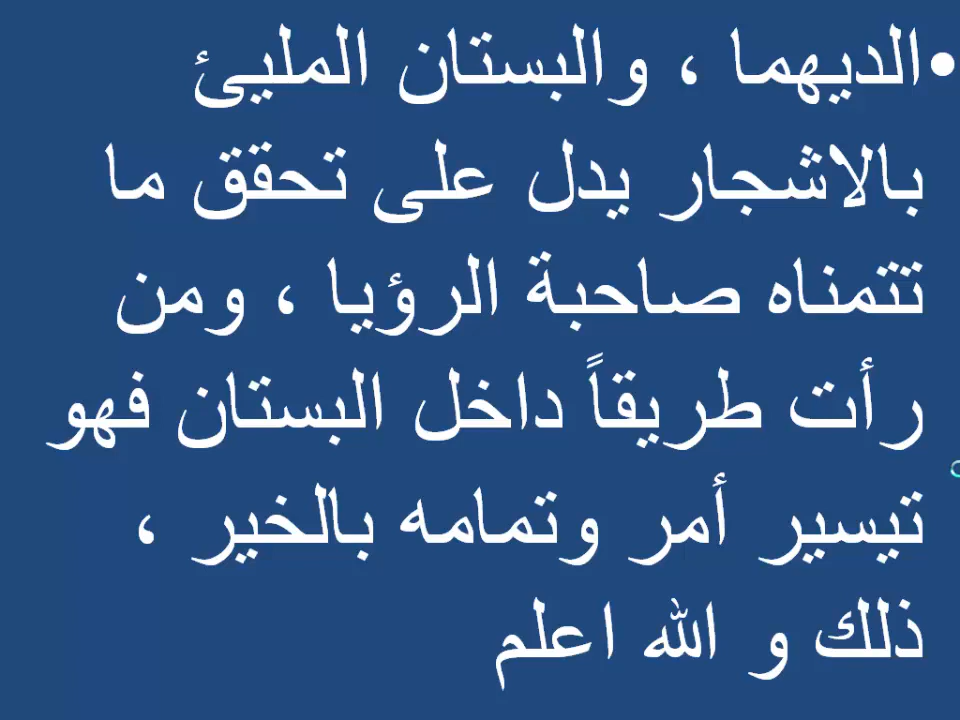 •الديهما ، والبستان المليئ
بالاشجار يدل على تحقق ما
تتمناه صاحبة الرؤيا ، ومن
رأت طريقاً داخل البستان فهو
تيسير أمر وتمامه بالخير ،
ذلك و الله اعلم